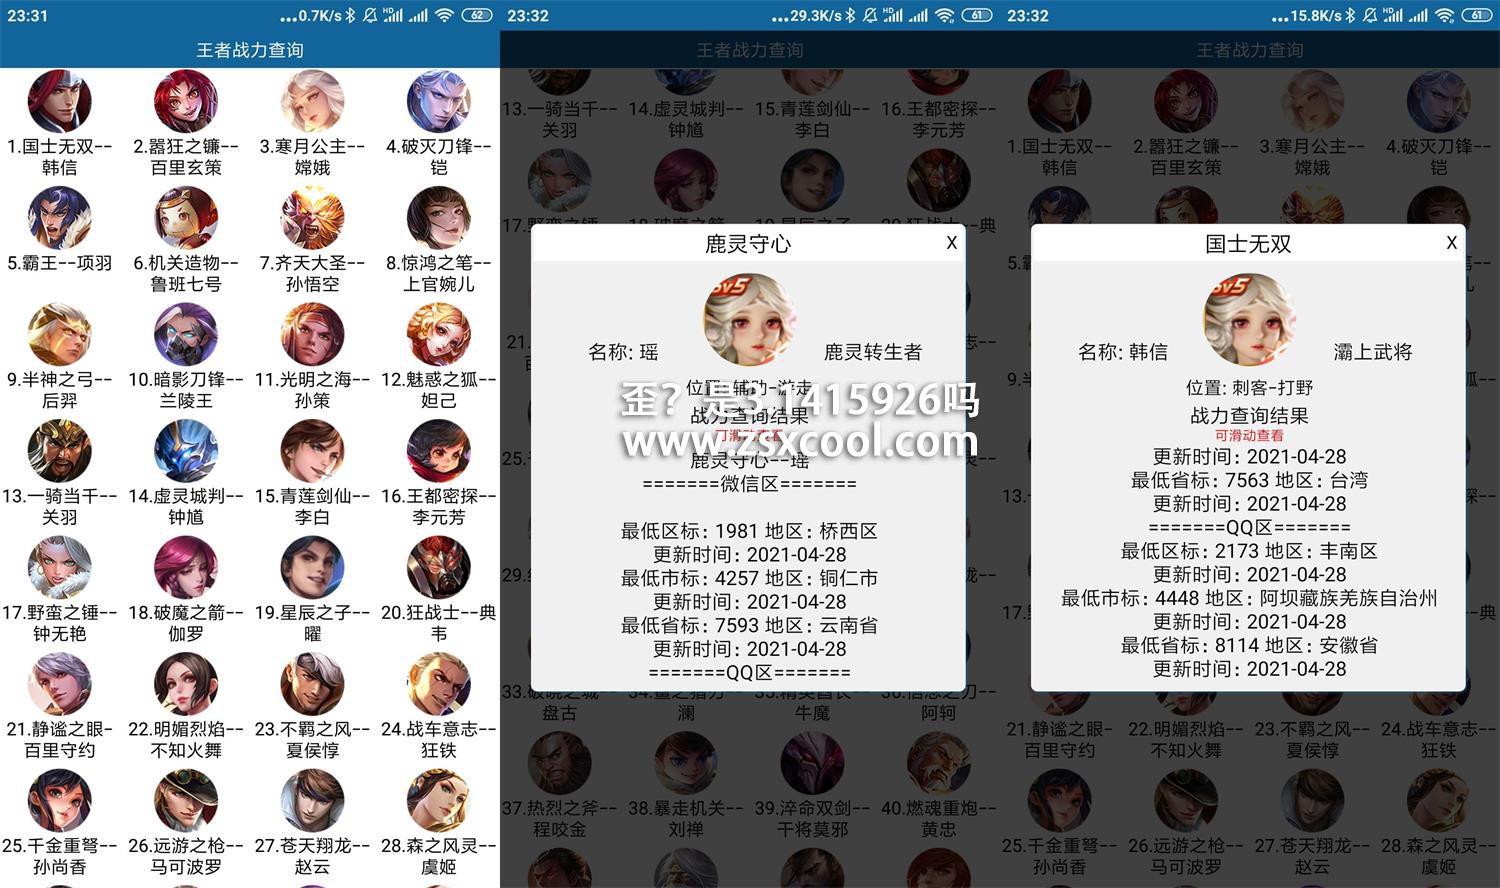 23:31
...0.7K/s HD 62
王者战力查询
1.国士无双--
韩信
2.嚣狂之镰--
百里玄策
3.寒月公主--
嫦娥
4.破灭刀锋--
铠
5.霸王--项羽
6.机关造物--
鲁班七号
7.齐天大圣--
孙悟空
8.惊鸿之笔--
上官婉儿
9.半神之弓--
后羿
10.暗影刀锋--
兰陵王
11.光明之海--
孙策
12.魅惑之狐--
妲己
13.一骑当千--
关羽
14.虚灵城判--
钟馗
15.青莲剑仙--
李白
16.王都密探--
李元芳
17.野蛮之锤--
钟无艳
18.破魔之箭--
伽罗
19.星辰之子--
曜
20.狂战士--典
韦
21.静谧之眼-
百里守约
22.明媚烈焰--
不知火舞
23.不羁之风--
夏侯惇
24.战车意志--
狂铁
25.千金重弩--
孙尚香
26.远游之枪--
马可波罗
27.苍天翔龙--
赵云
28.森之风灵--
虞姬
23:32
...29.3K/s HD 61
王者战力查询
13.一骑当千--
关羽
14.虚灵城判--
钟馗
15.青莲剑仙--
李白
16.王都密探--
李元芳
鹿灵守心
X
名称: 瑶
鹿灵转生者
位置: 辅助-游走
战力查询结果
可滑动查看
鹿灵守心--瑶
=======微信区=======
最低区标: 1981 地区: 桥西区
更新时间: 2021-04-28
最低市标: 4257 地区: 铜仁市
更新时间: 2021-04-28
最低省标: 7593 地区: 云南省
更新时间: 2021-04-28
=======QQ区=======
盘古
澜
牛魔
阿轲
37.热烈之斧--
程咬金
38.暴走机关--
刘禅
39.淬命双剑--
干将莫邪
40.燃魂重炮--
黄忠
歪？是3.1415926吗
www.zsxcool.com
23:32
...15.8K/s HD 61
王者战力查询
1.国士无双--
韩信
2.嚣狂之镰--
百里玄策
3.寒月公主--
嫦娥
4.破灭刀锋--
铠
国士无双
X
名称: 韩信
灞上武将
位置: 刺客-打野
战力查询结果
可滑动查看
更新时间: 2021-04-28
最低省标: 7563 地区: 台湾
更新时间: 2021-04-28
=======QQ区=======
最低区标: 2173 地区: 丰南区
更新时间: 2021-04-28
最低市标: 4448 地区: 阿坝藏族羌族自治州
更新时间: 2021-04-28
最低省标: 8114 地区: 安徽省
更新时间: 2021-04-28
21.静谧之眼-
百里守约
22.明媚烈焰--
不知火舞
23.不羁之风--
夏侯惇
24.战车意志--
狂铁
25.千金重弩--
孙尚香
26.远游之枪--
马可波罗
27.苍天翔龙--
赵云
28.森之风灵--
虞姬